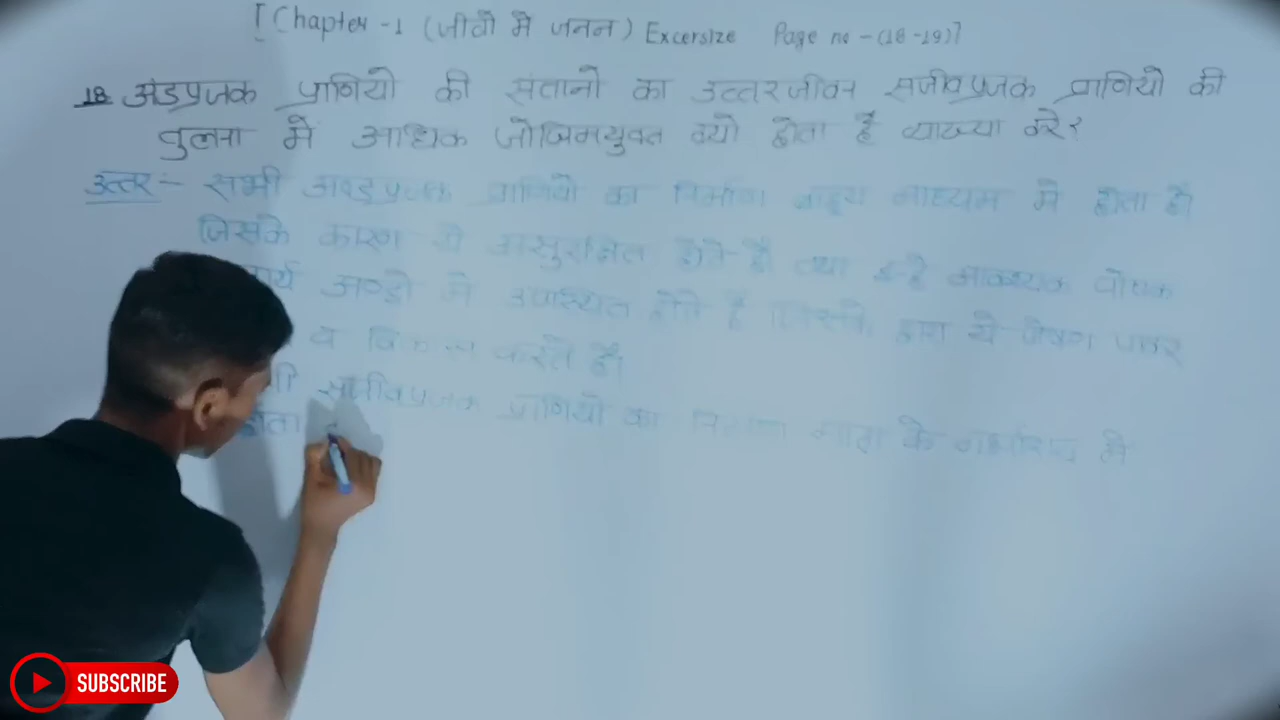 [Chapter -1 (जीवो मे जनन) Excersize Page no - (18-19)]
18. अंडप्रजक प्राणियो की संतानो का उत्तरजीवन सजीवप्रजक प्राणियो की
तुलना में अधिक जोखिमयुक्त क्यो होता है व्याख्या करे?
उत्तर - सभी अण्डप्रजक प्राणियो का निर्माण बाह्य माध्यम मे होता है।
जिसके कारण ये असुरक्षित होते है। तथा इन्हे आवश्यक पोषक
अण्डो मे उपस्थित होते है जिसके द्वारा ये पोषण
व विकास करते है।
सजीवप्रजक प्राणियो का निर्माण मादा के गर्भाशय मे
होता
SUBSCRIBE